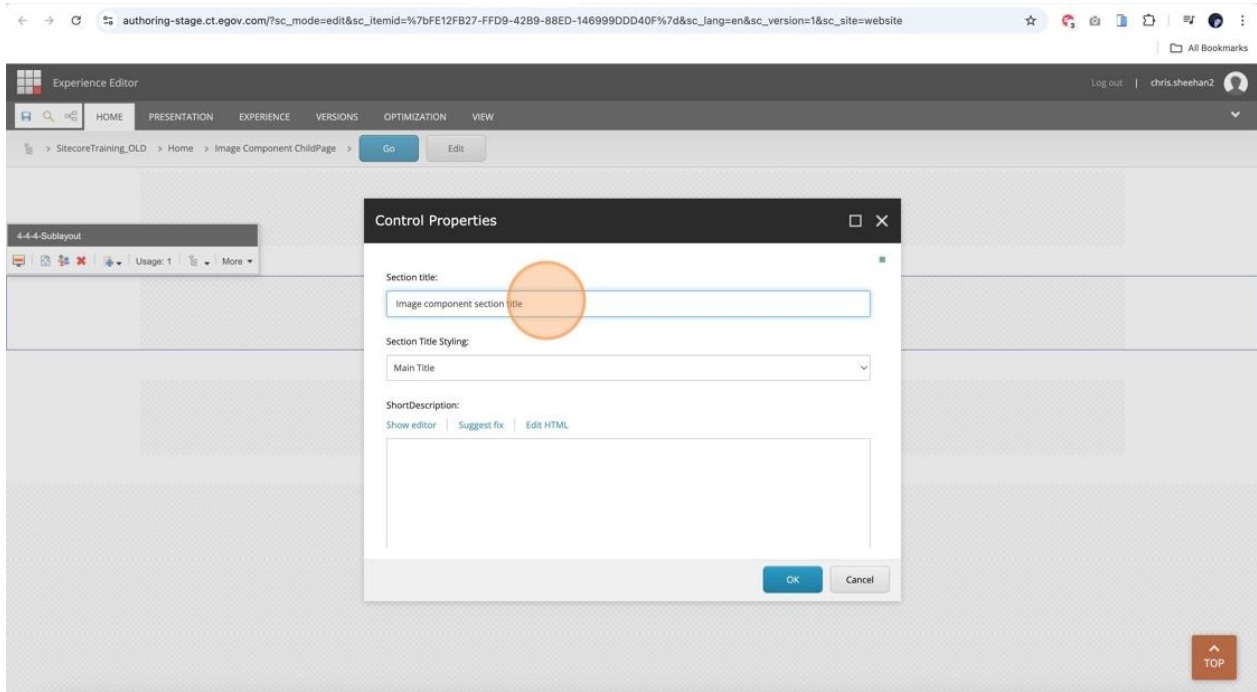 authoring-stage.ct.egov.com/?sc_mode=edit&sc_itemid=%7bFE12FB27-FFD9-42B9-88ED-146999DDD40F%7d&sc_lang=en&sc_version=1&sc_site=website
All Bookmarks
Experience Editor
Log out | chris.sheehan2
HOME PRESENTATION EXPERIENCE VERSIONS OPTIMIZATION VIEW
> SitecoreTraining_OLD > Home > Image Component ChildPage > Go Edit
Control Properties
4-4-4-Sublayout
Usage: 1 More
Section title:
Image component section title
Section Title Styling:
Main Title
ShortDescription:
Show editor | Suggest fix | Edit HTML
OK Cancel
TOP